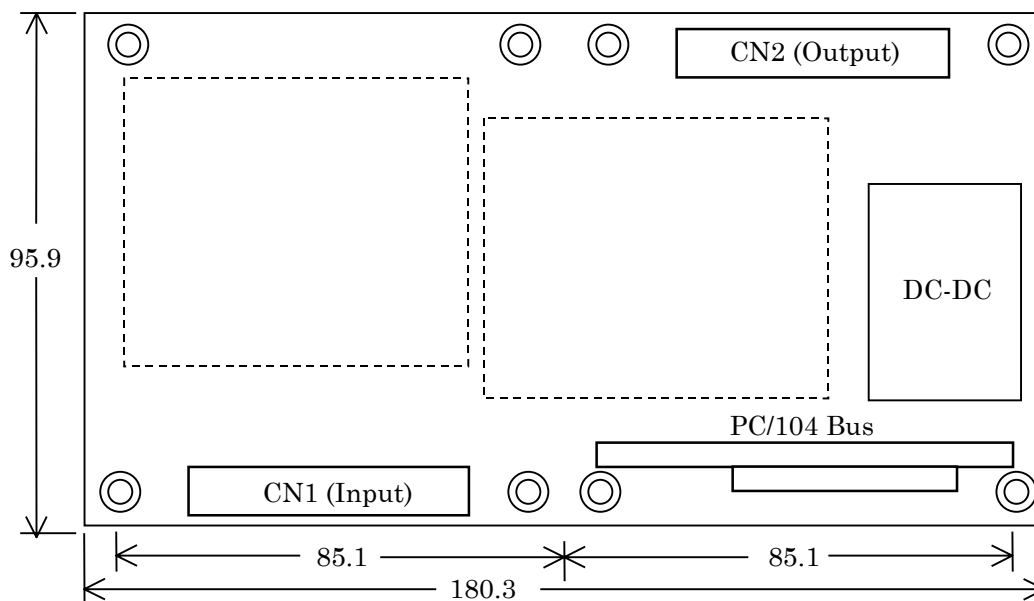 CN2 (Output)
95.9
DC-DC
PC/104 Bus
CN1 (Input)
85.1
85.1
180.3